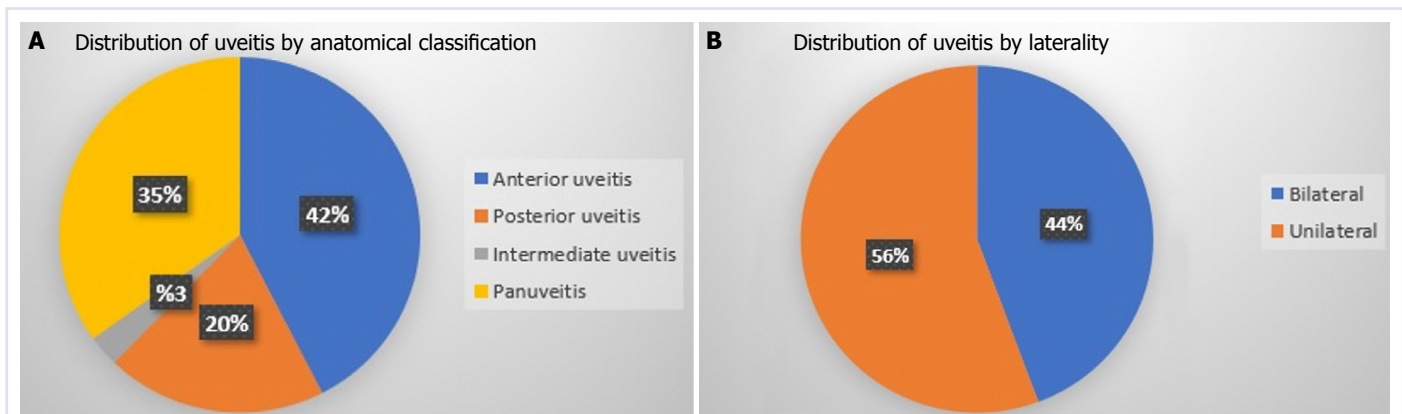 A Distribution of uveitis by anatomical classification
35%
42%
%3
20%
Anterior uveitis
Posterior uveitis
Intermediate uveitis
Panuveitis
B Distribution of uveitis by laterality
44%
56%
Bilateral
Unilateral